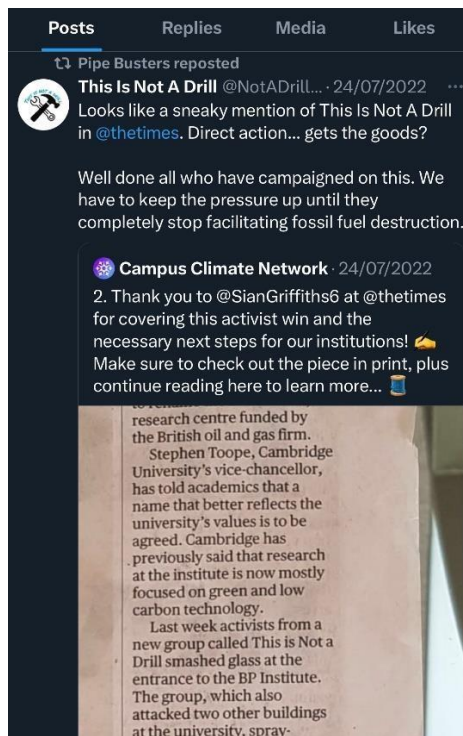 Posts Replies Media Likes
Pipe Busters reposted
This Is Not A Drill @NotADrill... · 24/07/2022 ...
Looks like a sneaky mention of This Is Not A Drill
in @thetimes. Direct action... gets the goods?
Well done all who have campaigned on this. We
have to keep the pressure up until they
completely stop facilitating fossil fuel destruction.
Campus Climate Network · 24/07/2022
2. Thank you to @SianGriffiths6 at @thetimes
for covering this activist win and the
necessary next steps for our institutions! ✍️
Make sure to check out the piece in print, plus
continue reading here to learn more... 🧵
research centre funded by
the British oil and gas firm.
Stephen Toope, Cambridge
University's vice-chancellor,
has told academics that a
name that better reflects the
university's values is to be
agreed. Cambridge has
previously said that research
at the institute is now mostly
focused on green and low
carbon technology.
Last week activists from a
new group called This is Not a
Drill smashed glass at the
entrance to the BP Institute.
The group, which also
attacked two other buildings
at the university, spray-